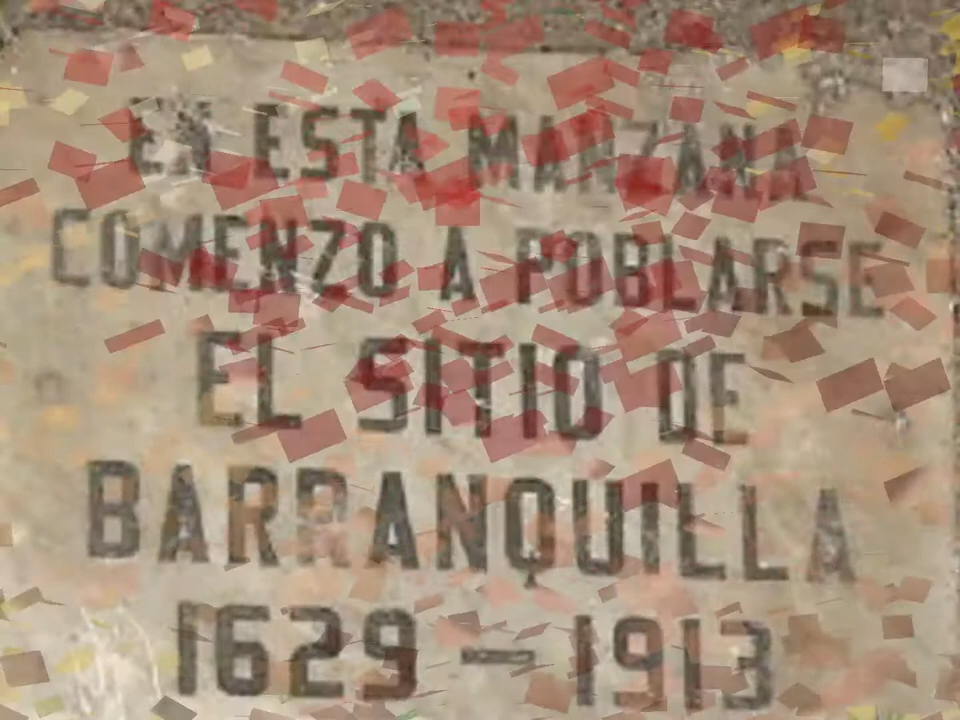 EN ESTA MANZANA
COMENZO A POBLARSE
EL SITIO DE
BARRANQUILLA
1629 - 1913